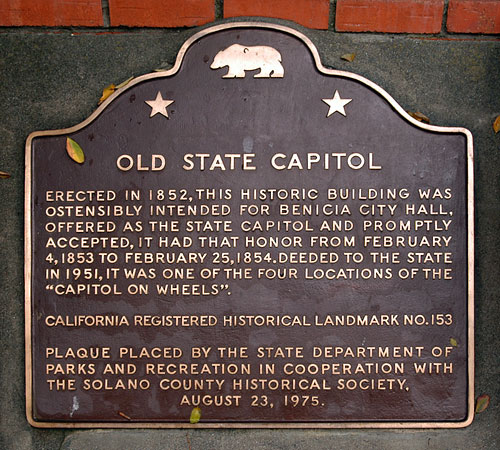 OLD STATE CAPITOL
ERECTED IN 1852, THIS HISTORIC BUILDING WAS
OSTENSIBLY INTENDED FOR BENICIA CITY HALL,
OFFERED AS THE STATE CAPITOL AND PROMPTLY
ACCEPTED, IT HAD THAT HONOR FROM FEBRUARY
4, 1853 TO FEBRUARY 25, 1854. DEEDED TO THE STATE
IN 1951, IT WAS ONE OF THE FOUR LOCATIONS OF THE
“CAPITOL ON WHEELS”.
CALIFORNIA REGISTERED HISTORICAL LANDMARK NO. 153
PLAQUE PLACED BY THE STATE DEPARTMENT OF
PARKS AND RECREATION IN COOPERATION WITH
THE SOLANO COUNTY HISTORICAL SOCIETY,
AUGUST 23, 1975.